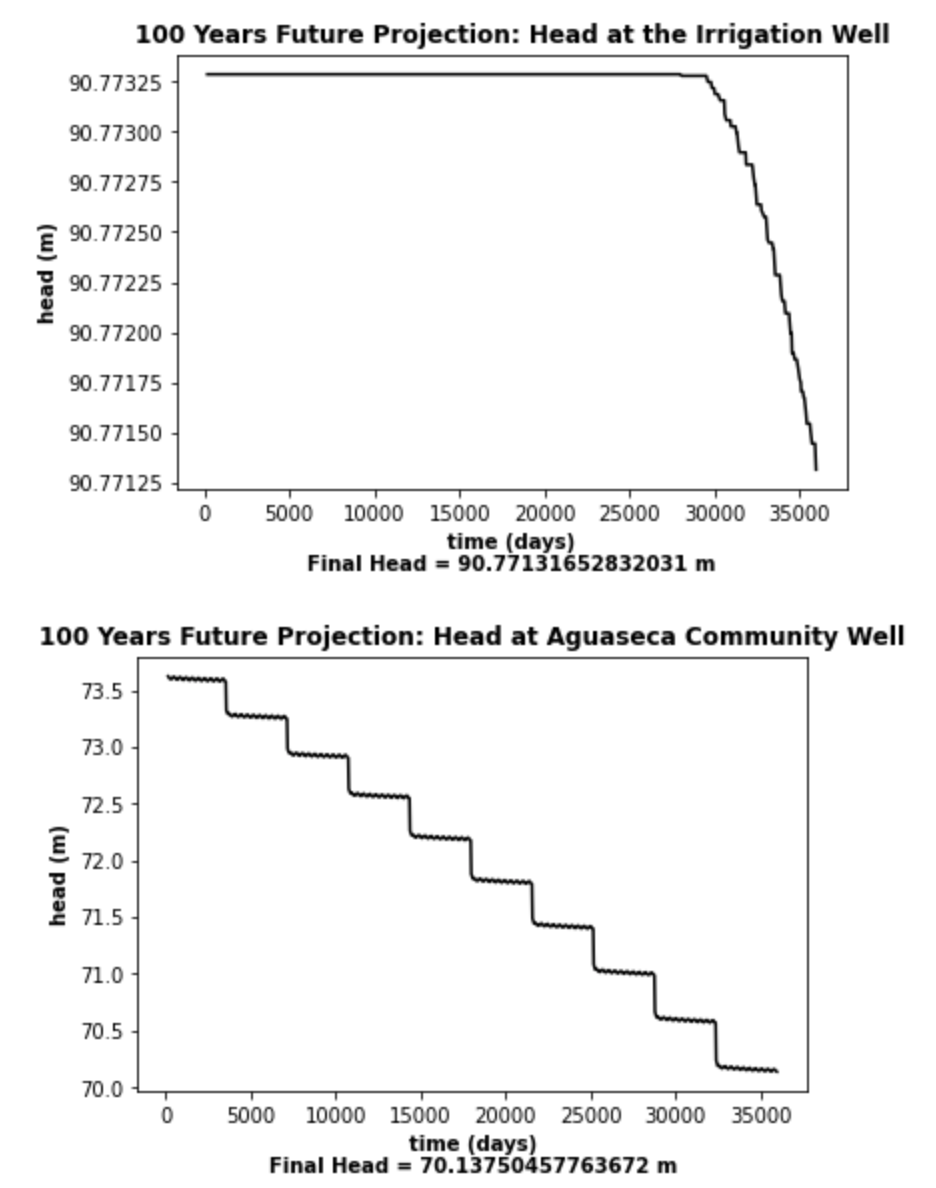 100 Years Future Projection: Head at the Irrigation Well
90.77325
90.77300
90.77275
90.77250
90.77225
90.77200
90.77175
90.77150
90.77125
head (m)
0 5000 10000 15000 20000 25000 30000 35000
time (days)
Final Head = 90.77131652832031 m
100 Years Future Projection: Head at Aguaseca Community Well
73.5
73.0
72.5
72.0
71.5
71.0
70.5
70.0
head (m)
0 5000 10000 15000 20000 25000 30000 35000
time (days)
Final Head = 70.13750457763672 m